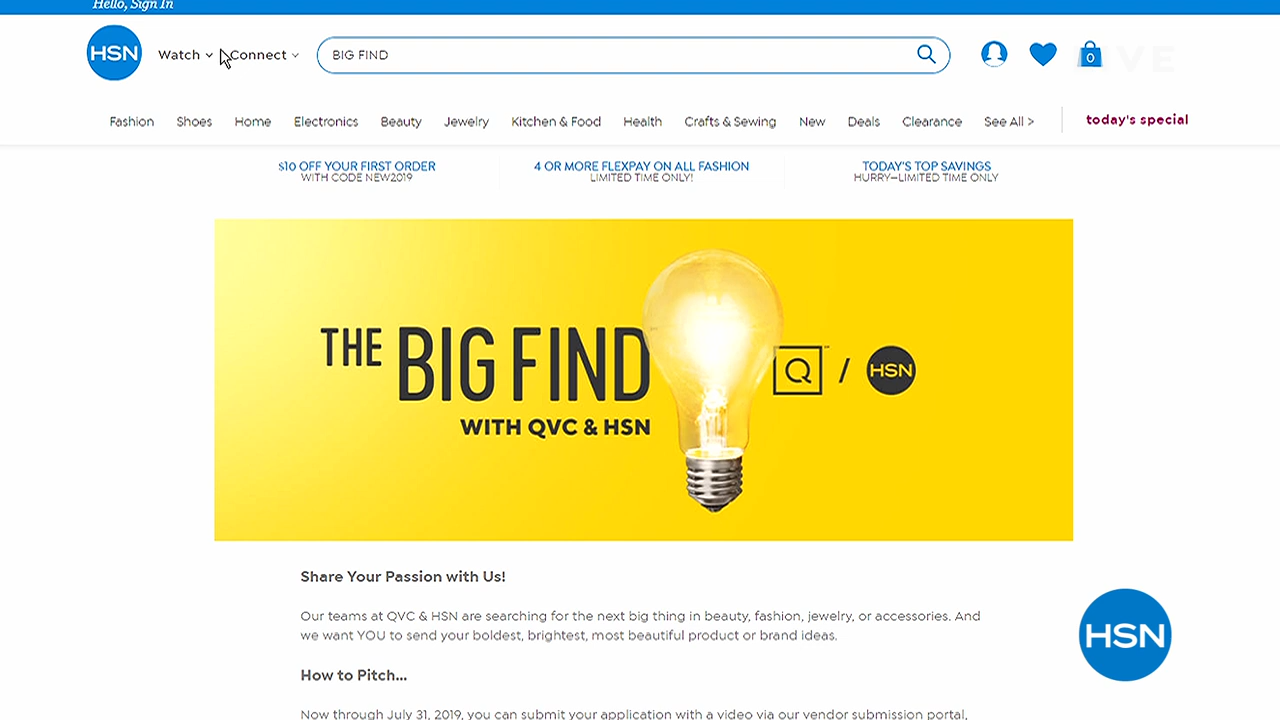 Hello, Sign In
HSN
Watch
Connect
BIG FIND
0
LIVE
Fashion
Shoes
Home
Electronics
Beauty
Jewelry
Kitchen & Food
Health
Crafts & Sewing
New
Deals
Clearance
See All >
today's special
$10 OFF YOUR FIRST ORDER
WITH CODE NEW2019
4 OR MORE FLEXPAY ON ALL FASHION
LIMITED TIME ONLY!
TODAY'S TOP SAVINGS
HURRY—LIMITED TIME ONLY
THE BIG FIND
WITH QVC & HSN
Q™ / HSN
Share Your Passion with Us!
Our teams at QVC & HSN are searching for the next big thing in beauty, fashion, jewelry, or accessories. And
we want YOU to send your boldest, brightest, most beautiful product or brand ideas.
HSN
How to Pitch...
Now through July 31, 2019, you can submit your application with a video via our vendor submission portal,